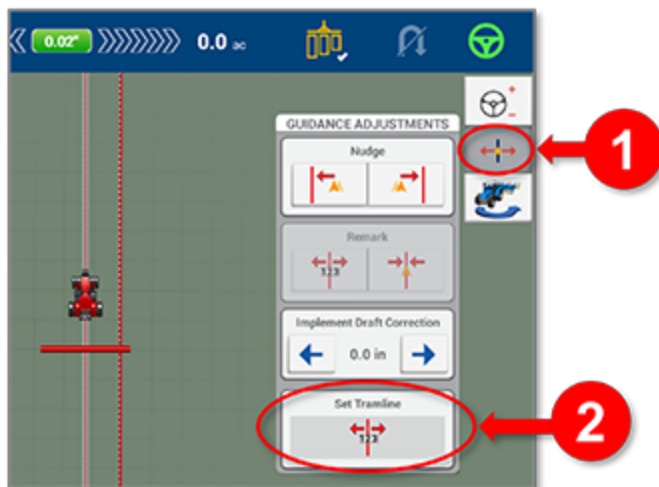 0.02" 0.0 ac
1
GUIDANCE ADJUSTMENTS
Nudge
Remark
123
Implement Draft Correction
0.0 in
Set Tramline
123
2